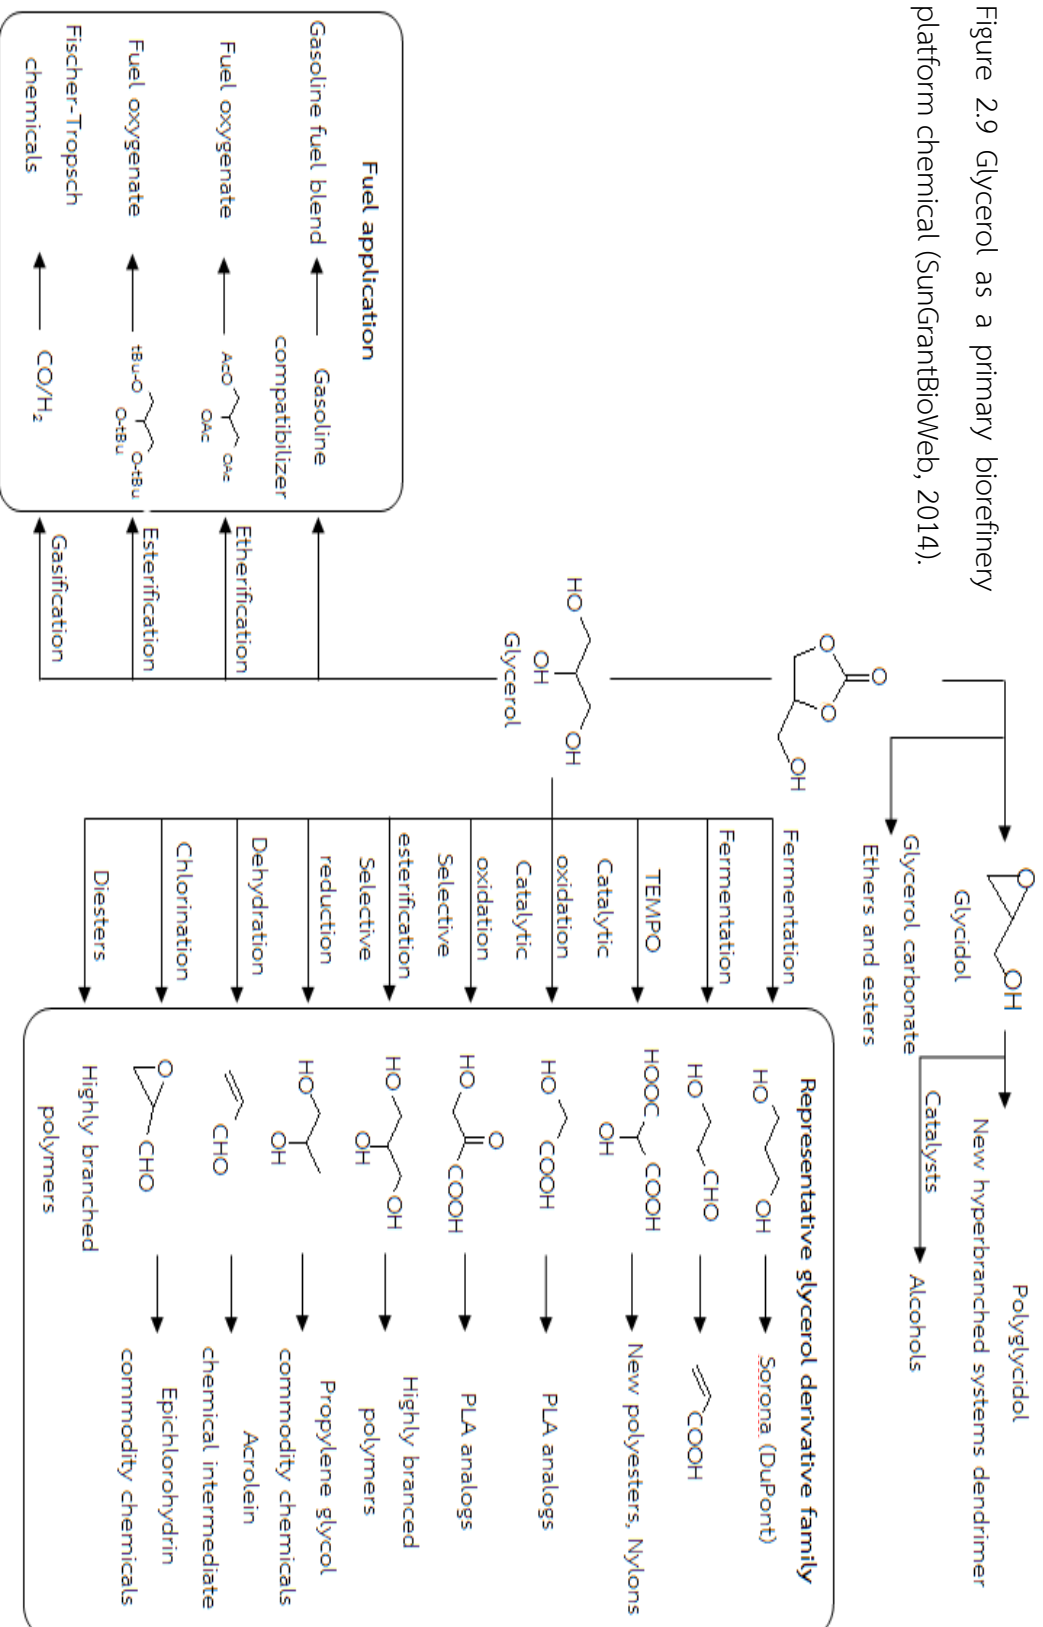 Figure 2.9 Glycerol as a primary biorefinery
platform chemical (SunGrantBioWeb, 2014).
Polyglycidol
New hyperbranched systems dendrimer
O
OH
Glycidol
Catalysts
Alcohols
Glycerol carbonate
Ethers and esters
O
O
O
OH
HO
OH
OH
Glycerol
Fuel application
Gasoline fuel blend
Gasoline
compatibilizer
Fuel oxygenate
AcO
OAc
OAc
Etherification
Fuel oxygenate
tBu-O
O-tBu
O-tBu
Esterification
Fischer-Tropsch
chemicals
CO/H2
Gasification
Representative glycerol derivative family
Fermentation
HO
OH
Sorona (DuPont)
Fermentation
HO
CHO
COOH
TEMPO
HOOC
COOH
OH
New polyesters, Nylons
Catalytic
oxidation
HO
COOH
PLA analogs
Catalytic
oxidation
HO
O
COOH
PLA analogs
Selective
esterification
HO
OH
OH
Highly branced
polymers
Selective
reduction
HO
OH
Propylene glycol
commodity chemicals
Dehydration
CHO
Acrolein
chemical intermediate
Chlorination
O
CHO
Epichlorohydrin
commodity chemicals
Diesters
Highly branched
polymers